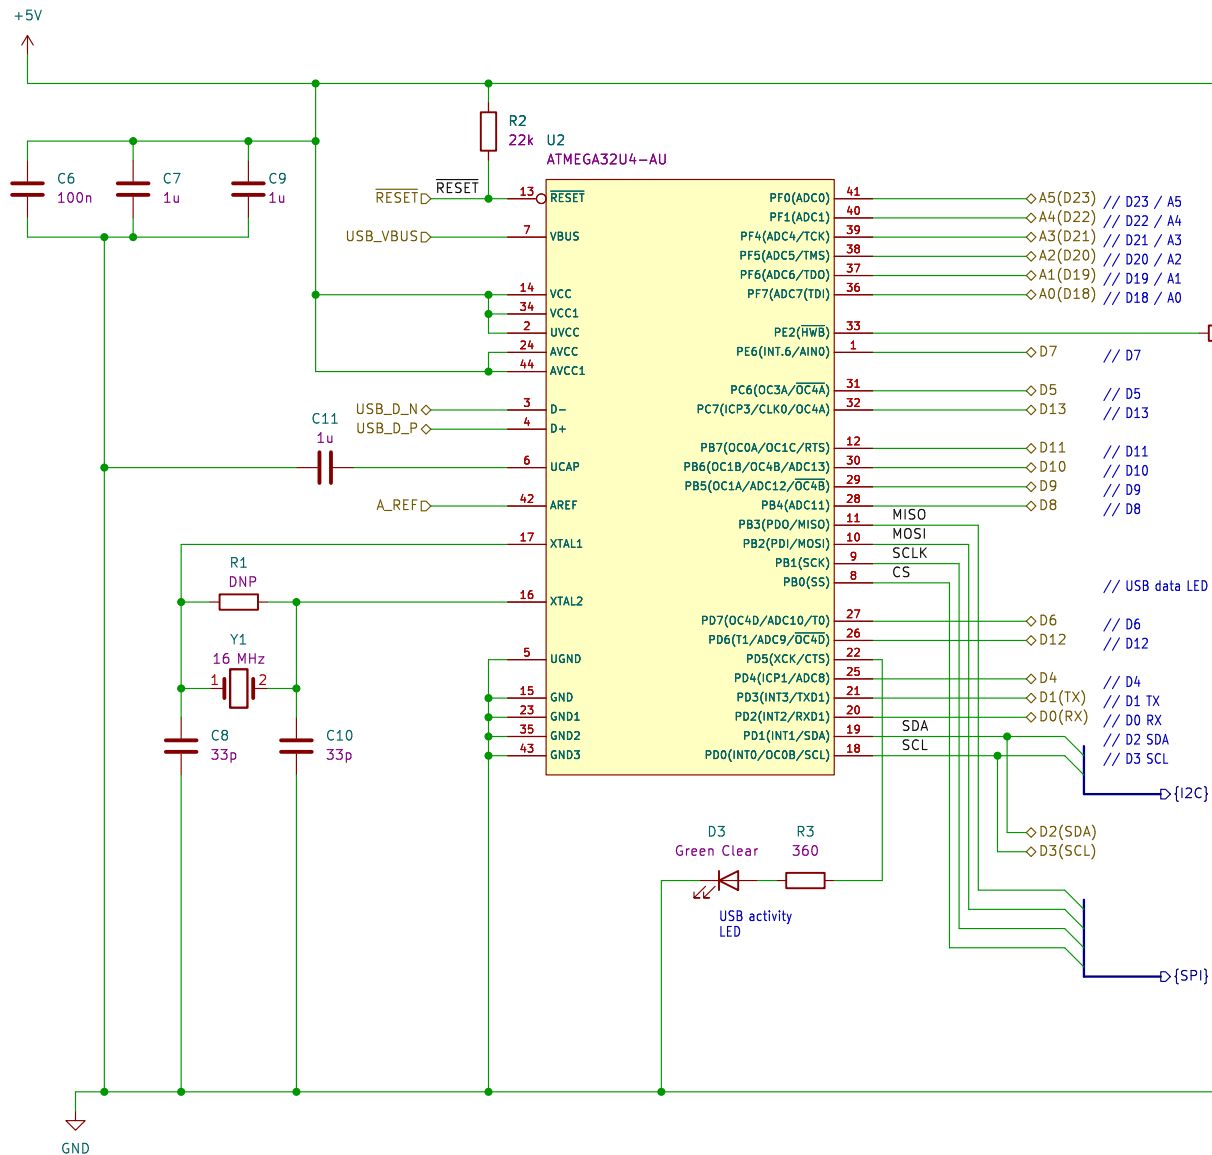 +5V
C6
100n
C7
1u
C9
1u
R2
22k
U2
ATMEGA32U4-AU
RESET
RESET
13
RESET
USB_VBUS
7
VBUS
14
VCC
34
VCC1
2
UVCC
24
AVCC
44
AVCC1
USB_D_N
3
D-
USB_D_P
4
D+
C11
1u
6
UCAP
A_REF
42
AREF
17
XTAL1
R1
DNP
16
XTAL2
Y1
16 MHz
1
2
5
UGND
15
GND
23
GND1
35
GND2
43
GND3
C8
33p
C10
33p
PF0(ADC0)
41
A5(D23)
// D23 / A5
PF1(ADC1)
40
A4(D22)
// D22 / A4
PF4(ADC4/TCK)
39
A3(D21)
// D21 / A3
PF5(ADC5/TMS)
38
A2(D20)
// D20 / A2
PF6(ADC6/TDO)
37
A1(D19)
// D19 / A1
PF7(ADC7(TDI)
36
A0(D18)
// D18 / A0
PE2(HWB)
33
PE6(INT.6/AIN0)
1
D7
// D7
PC6(OC3A/OC4A)
31
D5
// D5
PC7(ICP3/CLK0/OC4A)
32
D13
// D13
PB7(OC0A/OC1C/RTS)
12
D11
// D11
PB6(OC1B/OC4B/ADC13)
30
D10
// D10
PB5(OC1A/ADC12/OC4B)
29
D9
// D9
PB4(ADC11)
28
D8
// D8
PB3(PDO/MISO)
11
MISO
PB2(PDI/MOSI)
10
MOSI
PB1(SCK)
9
SCLK
PB0(SS)
8
CS
// USB data LED
PD7(OC4D/ADC10/T0)
27
D6
// D6
PD6(T1/ADC9/OC4D)
26
D12
// D12
PD5(XCK/CTS)
22
PD4(ICP1/ADC8)
25
D4
// D4
PD3(INT3/TXD1)
21
D1(TX)
// D1 TX
PD2(INT2/RXD1)
20
D0(RX)
// D0 RX
PD1(INT1/SDA)
19
SDA
// D2 SDA
PD0(INT0/OC0B/SCL)
18
SCL
// D3 SCL
{I2C}
D2(SDA)
D3(SCL)
D3
Green Clear
R3
360
USB activity
LED
{SPI}
GND